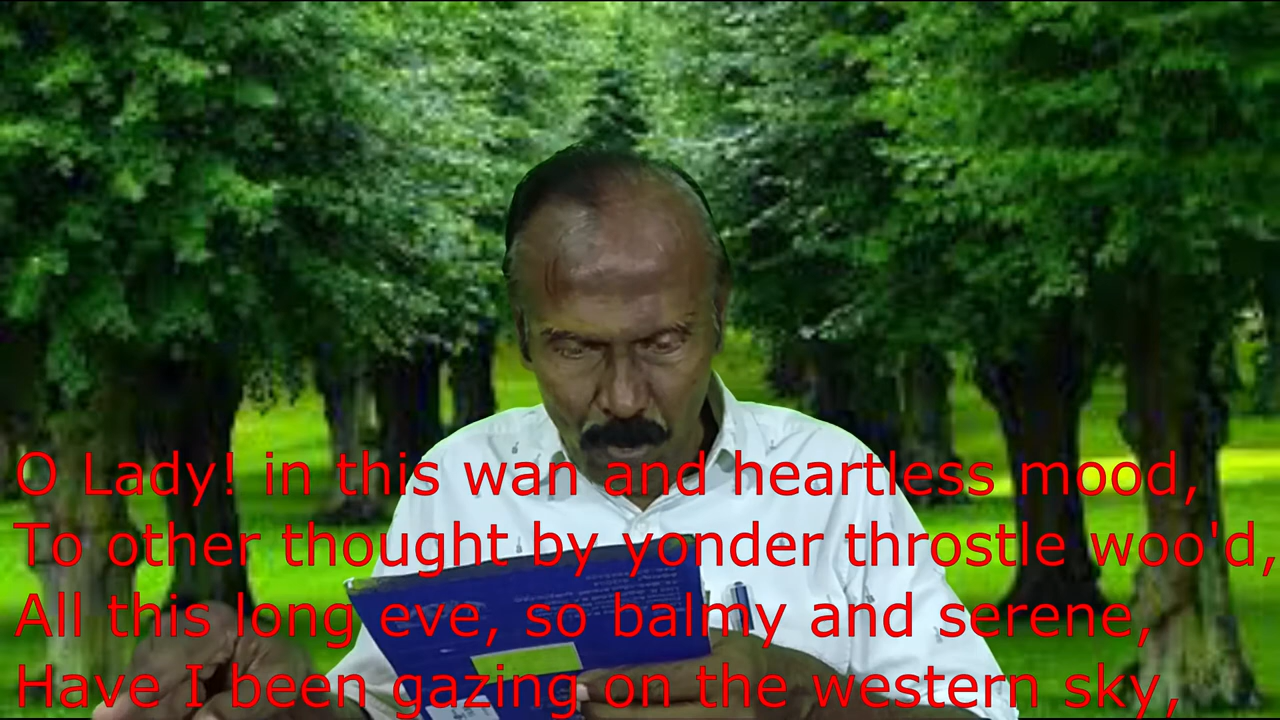 O Lady! in this wan and heartless mood,
To other thought by yonder throstle woo'd,
All this long eve, so balmy and serene,
Have I been gazing on the western sky,